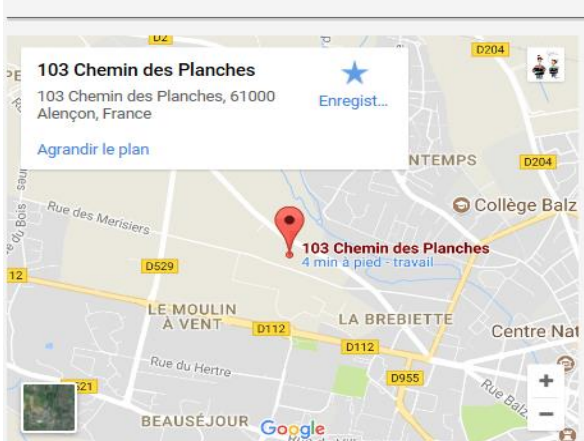 D2
D204
103 Chemin des Planches
103 Chemin des Planches, 61000
Alençon, France
Enregist...
Agrandir le plan
NTEMPS
D204
Collège Balz
Rue des Merisiers
103 Chemin des Planches
4 min à pied - travail
D529
12
LE MOULIN
À VENT
D112
LA BREBIETTE
Centre Nat
D112
Rue du Hertre
D955
+
521
Rue Balz
−
BEAUSÉJOUR
Google